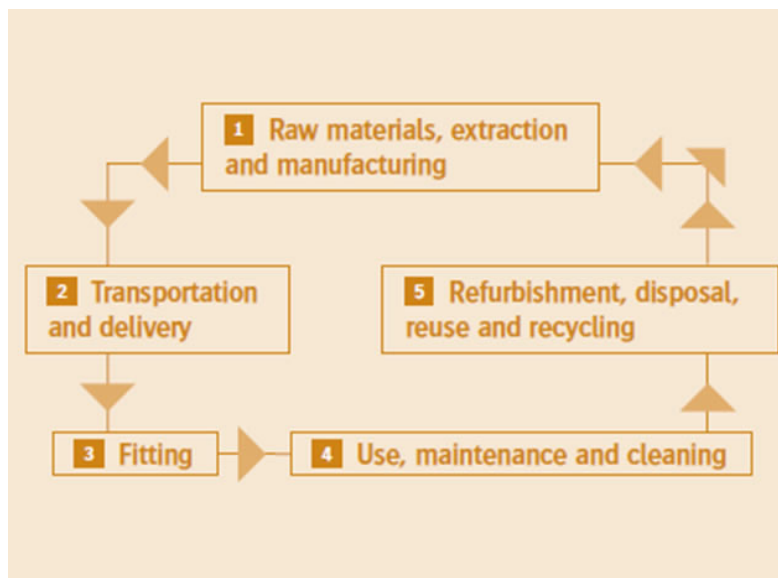 1 Raw materials, extraction
and manufacturing
2 Transportation
and delivery
5 Refurbishment, disposal,
reuse and recycling
3 Fitting
4 Use, maintenance and cleaning